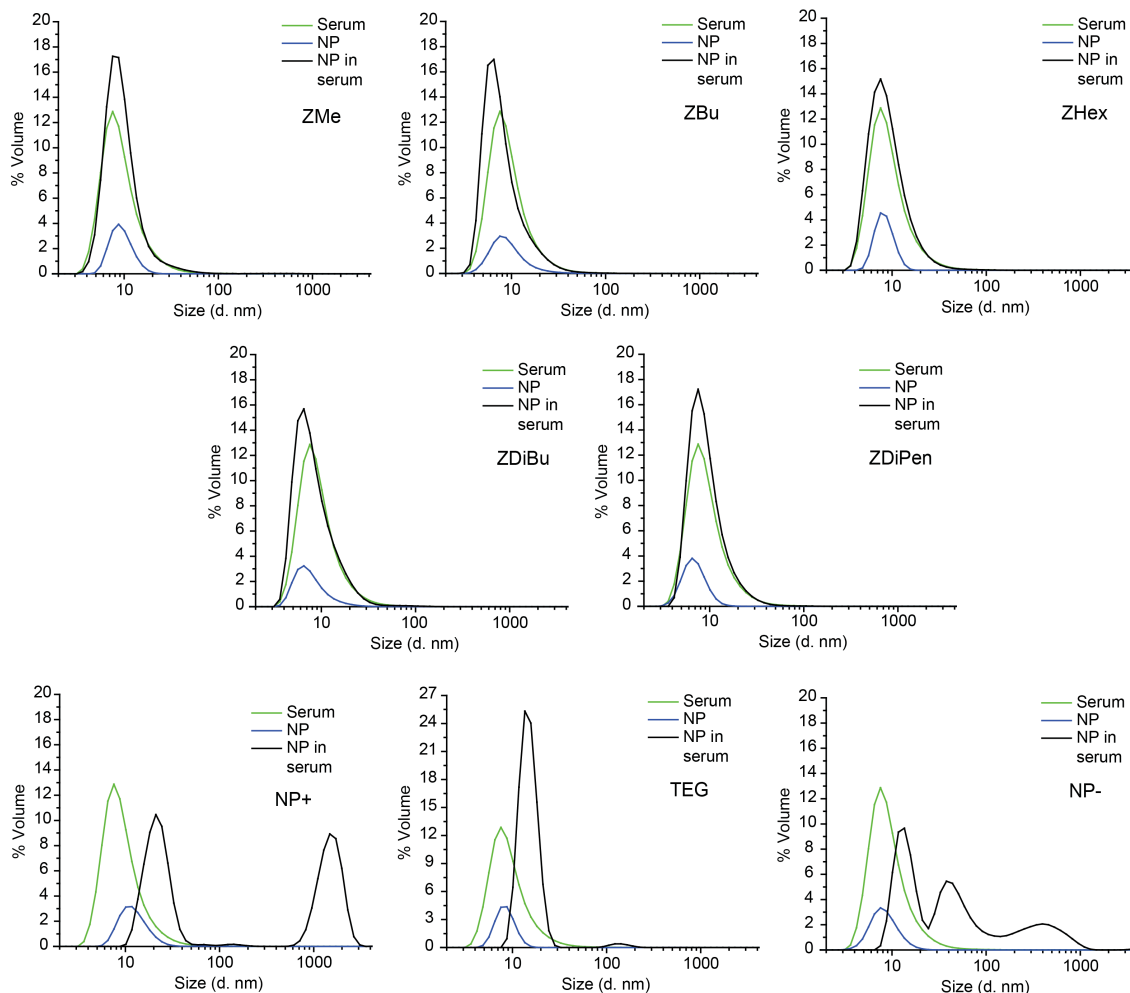 20
18
16
14
12
10
8
6
4
2
0
% Volume
10
100
1000
Size (d. nm)
Serum
NP
NP in
serum
ZMe
20
18
16
14
12
10
8
6
4
2
0
% Volume
10
100
1000
Size (d. nm)
Serum
NP
NP in
serum
ZBu
20
18
16
14
12
10
8
6
4
2
0
% Volume
10
100
1000
Size (d. nm)
Serum
NP
NP in
serum
ZHex
20
18
16
14
12
10
8
6
4
2
0
% Volume
10
100
1000
Size (d. nm)
Serum
NP
NP in
serum
ZDiBu
20
18
16
14
12
10
8
6
4
2
0
% Volume
10
100
1000
Size (d. nm)
Serum
NP
NP in
serum
ZDiPen
20
18
16
14
12
10
8
6
4
2
0
% Volume
10
100
1000
Size (d. nm)
Serum
NP
NP in
serum
NP+
27
24
21
18
15
12
9
6
3
0
% Volume
10
100
1000
Size (d. nm)
Serum
NP
NP in
serum
TEG
20
18
16
14
12
10
8
6
4
2
0
% Volume
10
100
1000
Size (d. nm)
Serum
NP
NP in
serum
NP-